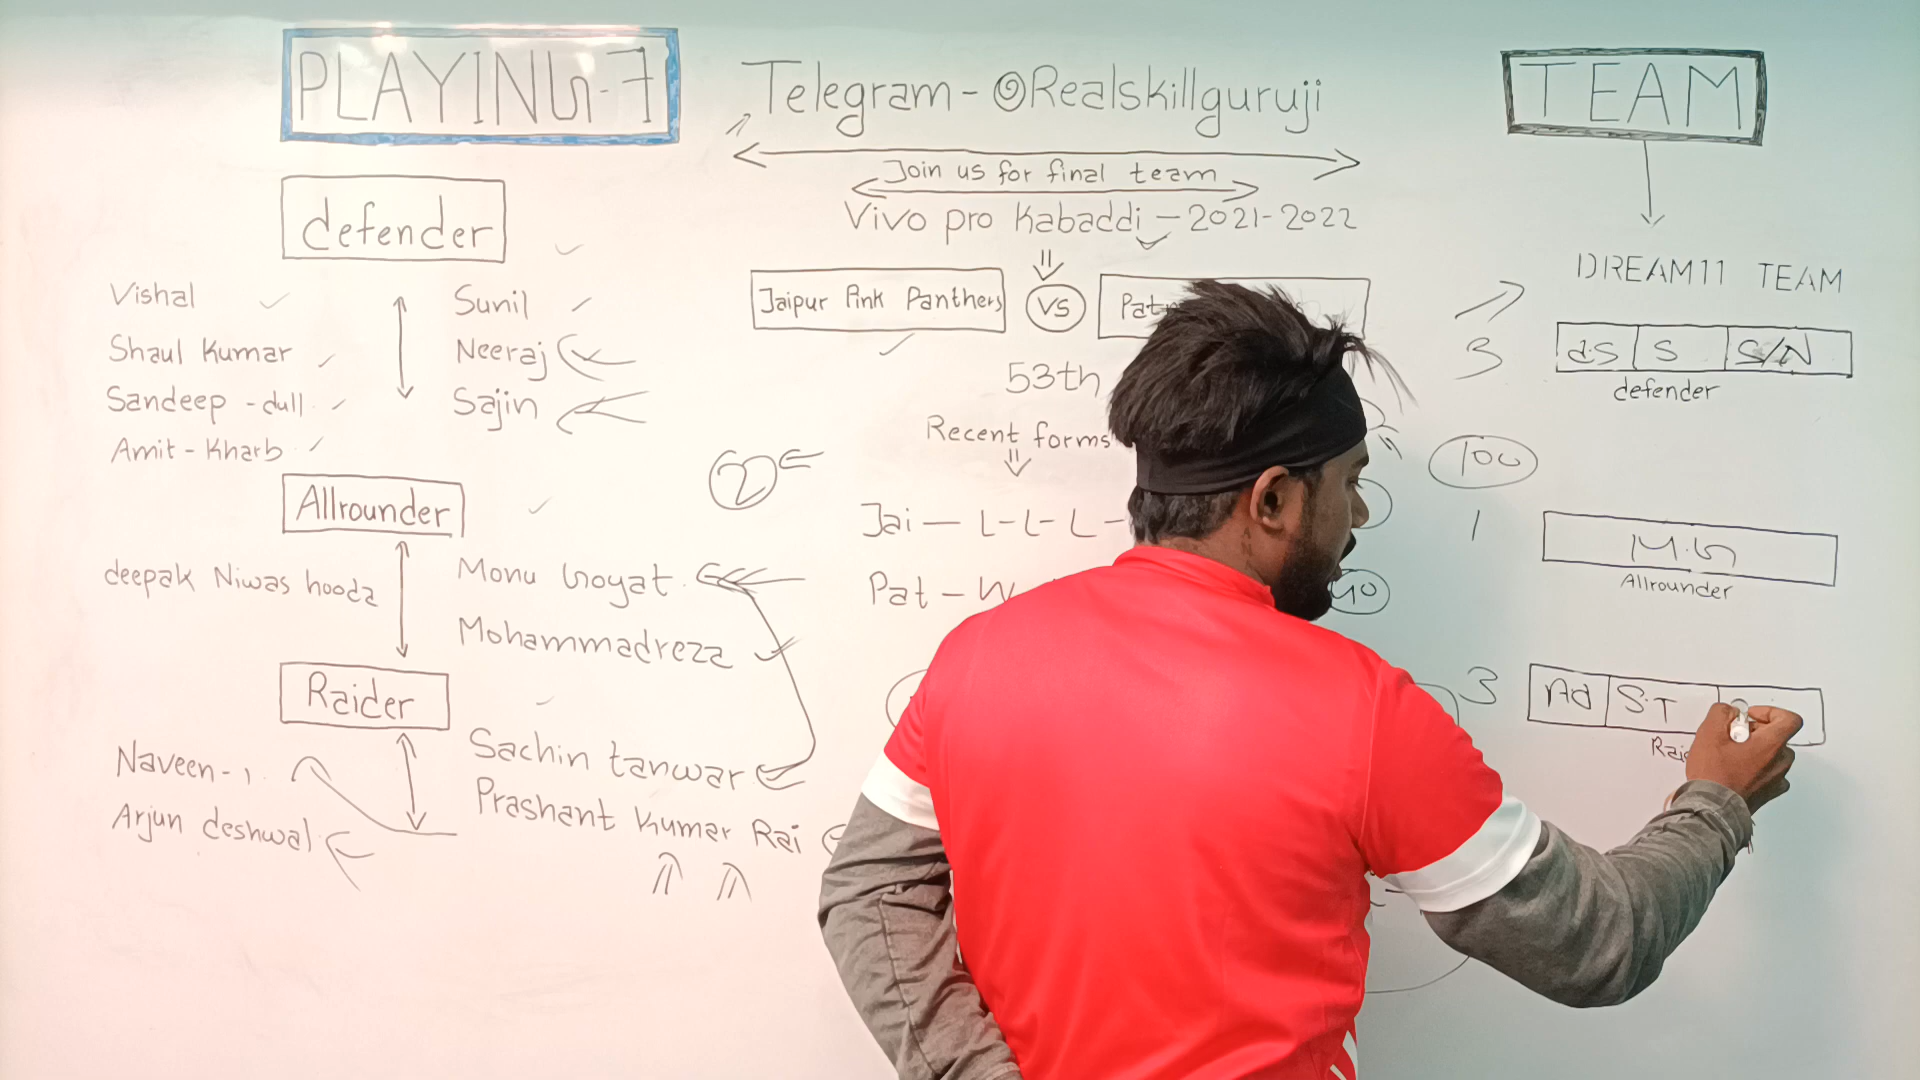 PLAYING-7
Telegram - @Realskillguruji
TEAM
Join us for final team
Vivo pro Kabaddi - 2021-2022
defender
Vishal
Shaul Kumar
Sandeep - dull
Amit - Kharb
Sunil
Neeraj
Sajin
Jaipur Pink Panthers
VS
53th
Recent forms
Jai - L-L-L-
Pat - W
2
Allrounder
deepak Niwas hooda
Monu Goyat
Mohammadreza
Raider
Naveen - 1
Arjun deshwal
Sachin tanwar
Prashant Kumar Rai
DREAM11 TEAM
3
dS S S/N
defender
100
1
M.G
Allrounder
3
Ad S.T